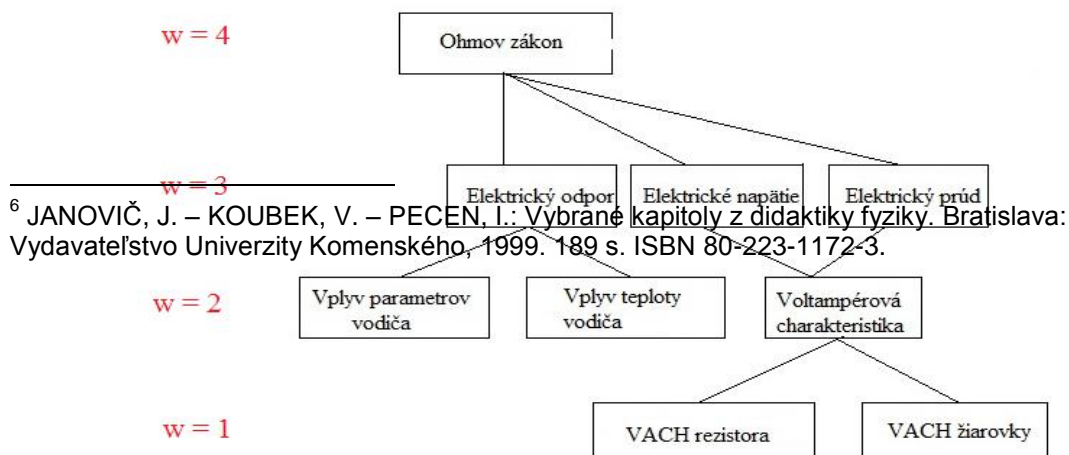 w = 4
Ohmov zákon
w = 3
Elektrický odpor
Elektrické napätie
Elektrický prúd
6 JANOVIČ, J. – KOUBEK, V. – PECEN, I.: Vybrané kapitoly z didaktiky fyziky. Bratislava:
Vydavateľstvo Univerzity Komenského, 1999. 189 s. ISBN 80-223-1172-3.
w = 2
Vplyv parametrov
vodiča
Vplyv teploty
vodiča
Voltampérová
charakteristika
w = 1
VACH rezistora
VACH žiarovky